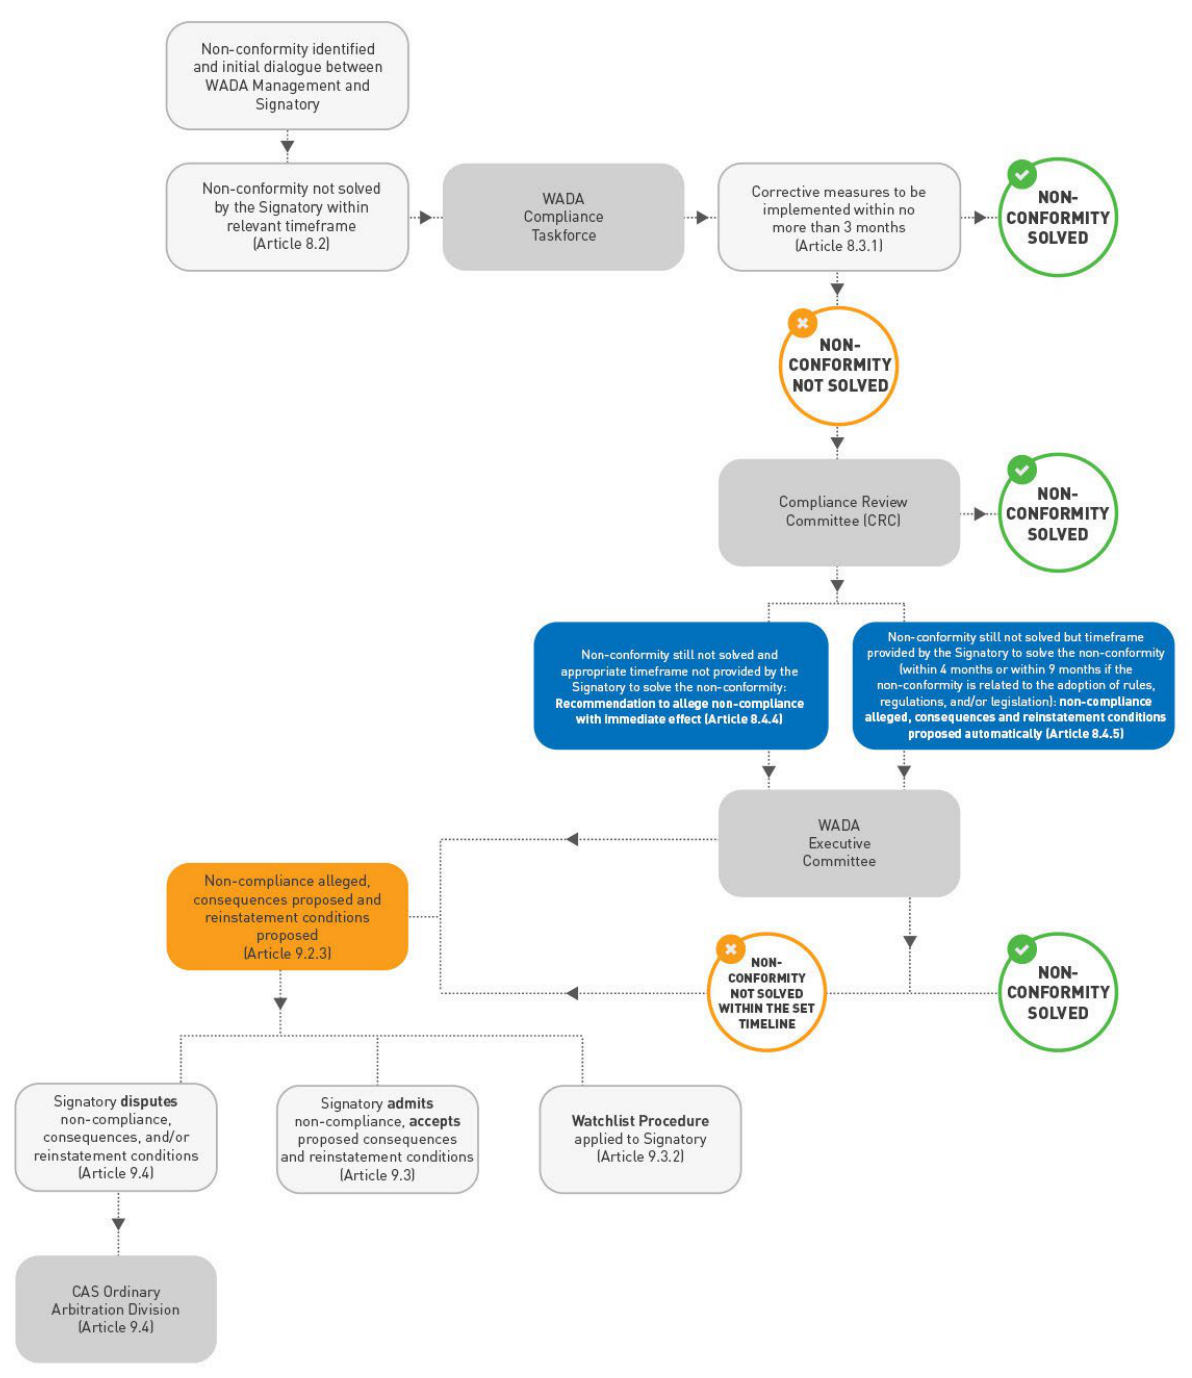 Non-conformity identified
and initial dialogue between
WADA Management and
Signatory
Non-conformity not solved
by the Signatory within
relevant timeframe
(Article 8.2)
WADA
Compliance
Taskforce
Corrective measures to be
implemented within no
more than 3 months
(Article 8.3.1)
NON-
CONFORMITY
SOLVED
NON-
CONFORMITY
NOT SOLVED
Compliance Review
Committee (CRC)
NON-
CONFORMITY
SOLVED
Non-conformity still not solved and
appropriate timeframe not provided by the
Signatory to solve the non-conformity:
Recommendation to allege non-compliance
with immediate effect (Article 8.4.4)
Non-conformity still not solved but timeframe
provided by the Signatory to solve the non-conformity
(within 4 months or within 9 months if the
non-conformity is related to the adoption of rules,
regulations, and/or legislation): non-compliance
alleged, consequences and reinstatement conditions
proposed automatically (Article 8.4.5)
WADA
Executive
Committee
Non-compliance alleged,
consequences proposed and
reinstatement conditions
proposed
(Article 9.2.3)
NON-
CONFORMITY
NOT SOLVED
WITHIN THE SET
TIMELINE
NON-
CONFORMITY
SOLVED
Signatory disputes
non-compliance,
consequences, and/or
reinstatement conditions
(Article 9.4)
Signatory admits
non-compliance, accepts
proposed consequences
and reinstatement conditions
(Article 9.3)
Watchlist Procedure
applied to Signatory
(Article 9.3.2)
CAS Ordinary
Arbitration Division
(Article 9.4)